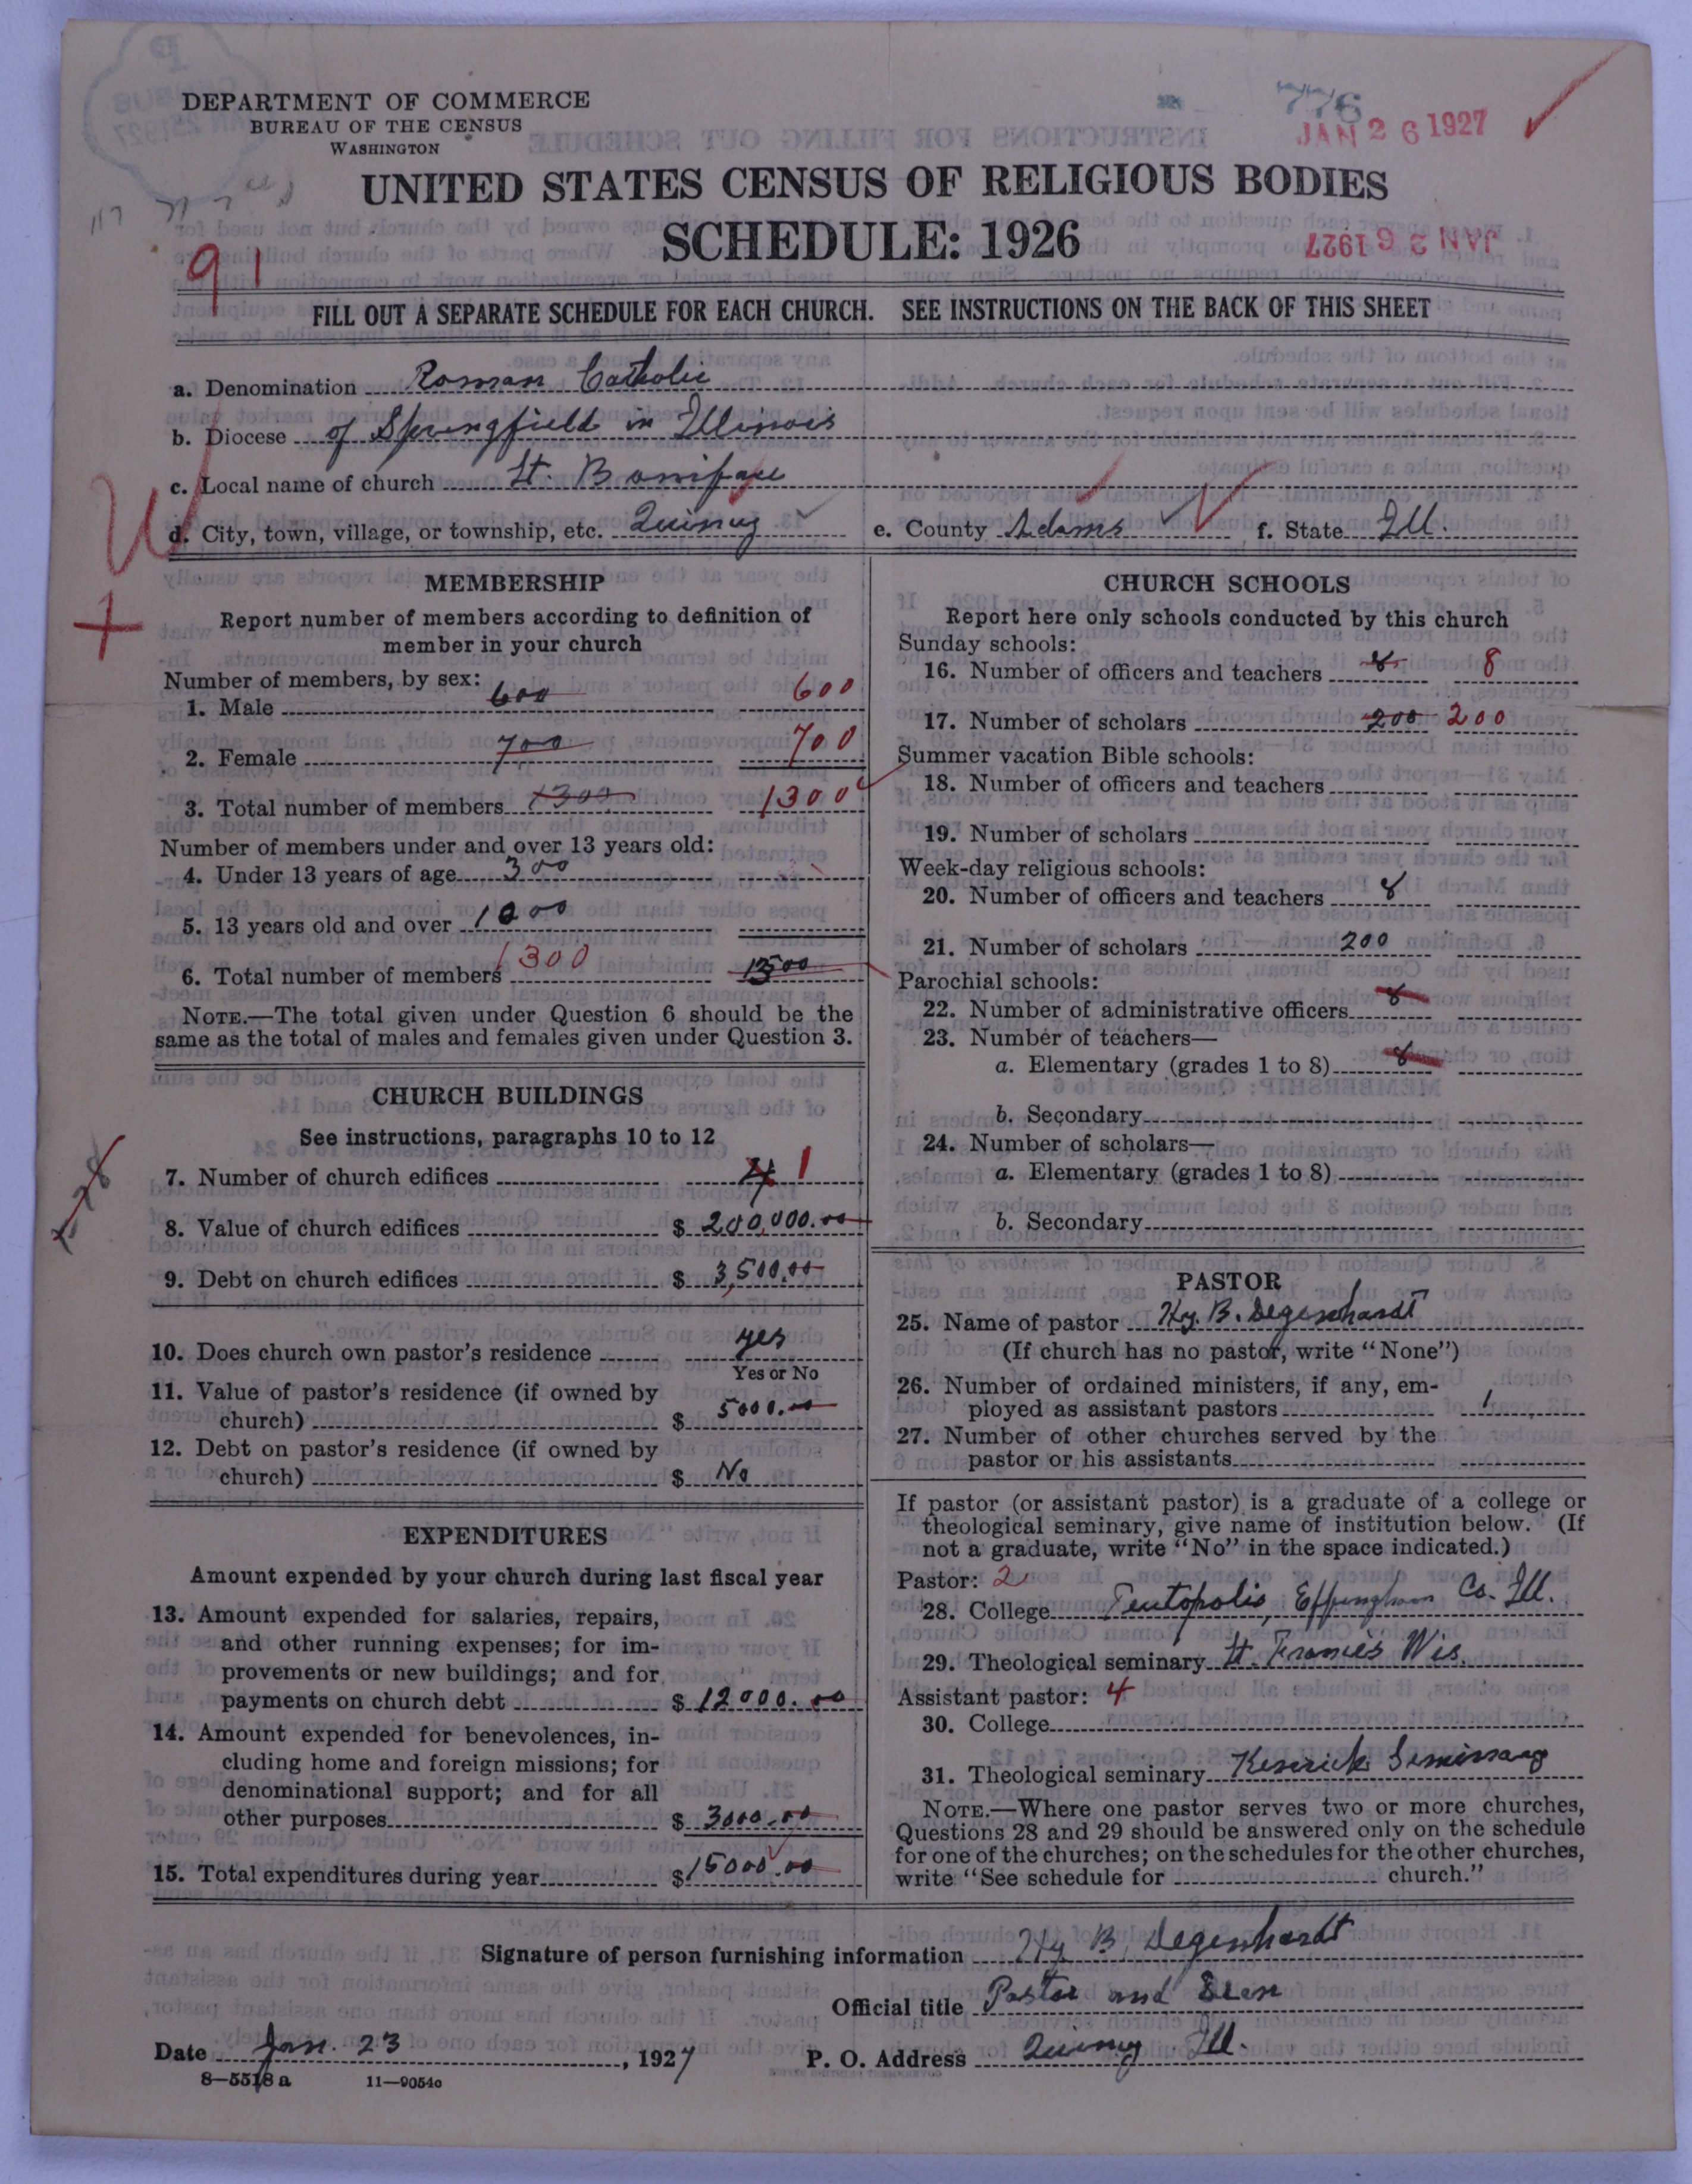 DEPARTMENT OF COMMERCE
BUREAU OF THE CENSUS
WASHINGTON
776
JAN 26 1927
JAN 26 1927
UNITED STATES CENSUS OF RELIGIOUS BODIES
SCHEDULE: 1926
91
FILL OUT A SEPARATE SCHEDULE FOR EACH CHURCH. SEE INSTRUCTIONS ON THE BACK OF THIS SHEET
a. Denomination Roman Catholic
b. Diocese of Springfield in Illinois
c. Local name of church St. Boniface
d. City, town, village, or township, etc. Quincy e. County Adams f. State Ill.
MEMBERSHIP
Report number of members according to definition of
member in your church
Number of members, by sex:
1. Male 600 600
2. Female 700 700
3. Total number of members 1300 1300
Number of members under and over 13 years old:
4. Under 13 years of age 300
5. 13 years old and over 1000
6. Total number of members 1300 1300
NOTE.—The total given under Question 6 should be the
same as the total of males and females given under Question 3.
CHURCH BUILDINGS
See instructions, paragraphs 10 to 12
7. Number of church edifices 4 1
8. Value of church edifices $ 200,000.00
9. Debt on church edifices $ 3,500.00
10. Does church own pastor's residence yes
Yes or No
11. Value of pastor's residence (if owned by
church) $ 5000.00
12. Debt on pastor's residence (if owned by
church) $ No
EXPENDITURES
Amount expended by your church during last fiscal year
13. Amount expended for salaries, repairs,
and other running expenses; for im-
provements or new buildings; and for
payments on church debt $ 12000.00
14. Amount expended for benevolences, in-
cluding home and foreign missions; for
denominational support; and for all
other purposes $ 3000.00
15. Total expenditures during year $ 15000.00
CHURCH SCHOOLS
Report here only schools conducted by this church
Sunday schools:
16. Number of officers and teachers 8 8
17. Number of scholars 200 200
Summer vacation Bible schools:
18. Number of officers and teachers
19. Number of scholars
Week-day religious schools:
20. Number of officers and teachers 8
21. Number of scholars 200
Parochial schools:
22. Number of administrative officers 8
23. Number of teachers—
a. Elementary (grades 1 to 8) 8
b. Secondary
24. Number of scholars—
a. Elementary (grades 1 to 8)
b. Secondary
PASTOR
25. Name of pastor Hy. B. Degenhardt
(If church has no pastor, write "None")
26. Number of ordained ministers, if any, em-
ployed as assistant pastors 1
27. Number of other churches served by the
pastor or his assistants
If pastor (or assistant pastor) is a graduate of a college or
theological seminary, give name of institution below. (If
not a graduate, write "No" in the space indicated.)
Pastor: 2
28. College Teutopolis, Effingham Co. Ill.
29. Theological seminary St. Francis Wis.
Assistant pastor: 4
30. College
31. Theological seminary Kenrick Seminary
NOTE.—Where one pastor serves two or more churches,
Questions 28 and 29 should be answered only on the schedule
for one of the churches; on the schedules for the other churches,
write "See schedule for church."
Signature of person furnishing information Hy B. Degenhardt
Official title Pastor and Dean
Date Jan. 23, 1927 P. O. Address Quincy Ill.
8—5518a 11—9054c